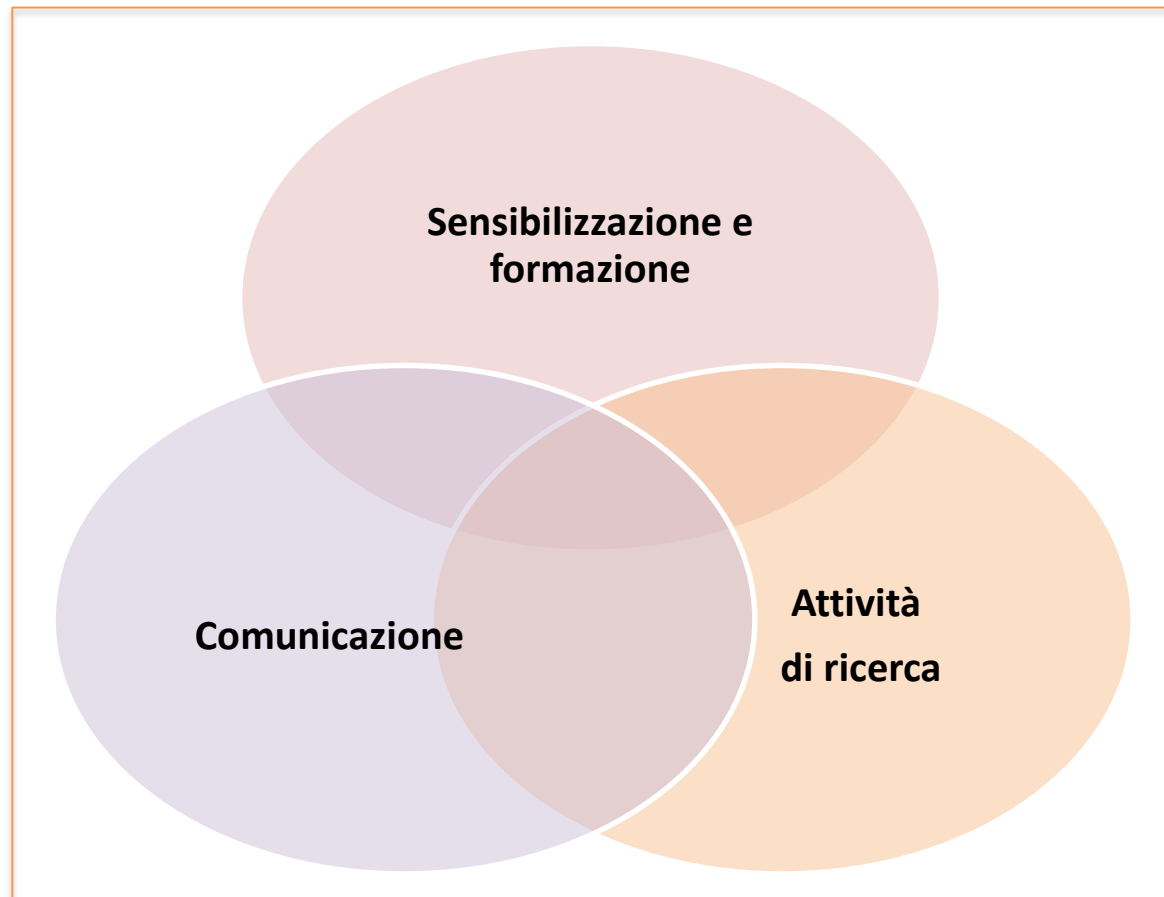 Sensibilizzazione e
formazione
Comunicazione
Attività
di ricerca